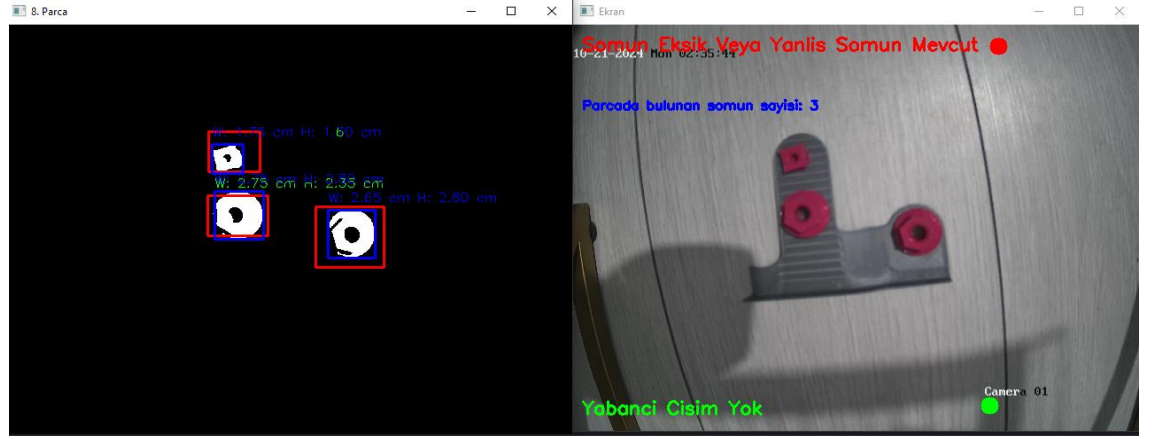 8. Parca
W: 2.75 cm H: 2.35 cm
W: 2.65 cm H: 2.80 cm
Ekran
Somun Eksik Veya Yanlis Somun Mevcut
10-21-2024 Mon 02:35:44
Parcada bulunan somun sayisi: 3
Camera 01
Yabanci Cisim Yok